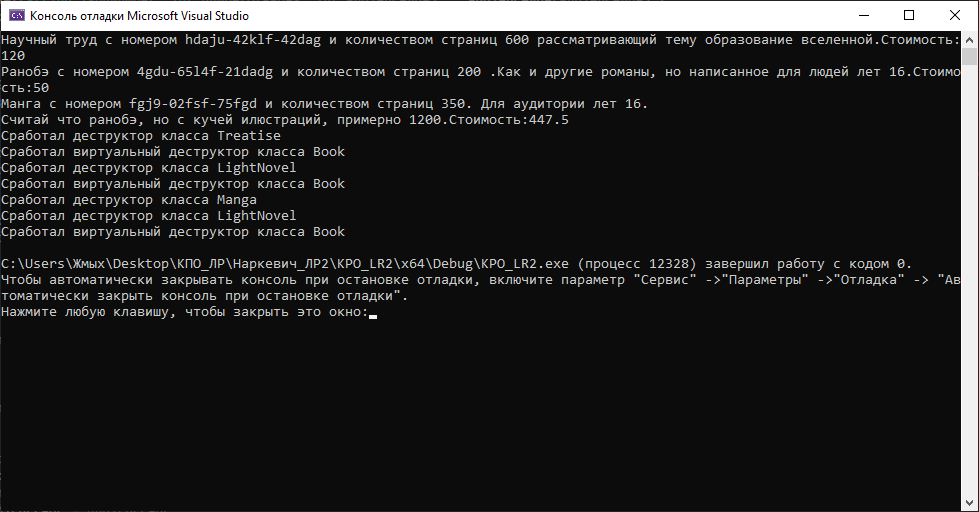 Консоль отладки Microsoft Visual Studio
Научный труд с номером hdaju-42klf-42dag и количеством страниц 600 рассматривающий тему образование вселенной.Стоимость:
120
Ранобэ с номером 4gdu-65l4f-21dadg и количеством страниц 200 .Как и другие романы, но написанное для людей лет 16.Стоимо
сть:50
Манга с номером fgj9-02fsf-75fgd и количеством страниц 350. Для аудитории лет 16.
Считай что ранобэ, но с кучей илюстраций, примерно 1200.Стоимость:447.5
Сработал деструктор класса Treatise
Сработал виртуальный деструктор класса Book
Сработал деструктор класса LightNovel
Сработал виртуальный деструктор класса Book
Сработал деструктор класса Manga
Сработал деструктор класса LightNovel
Сработал виртуальный деструктор класса Book
C:\Users\Жмых\Desktop\КПО_ЛР\Наркевич_ЛР2\KPO_LR2\x64\Debug\KPO_LR2.exe (процесс 12328) завершил работу с кодом 0.
Чтобы автоматически закрывать консоль при остановке отладки, включите параметр "Сервис" ->"Параметры" ->"Отладка" -> "Ав
томатически закрыть консоль при остановке отладки".
Нажмите любую клавишу, чтобы закрыть это окно: